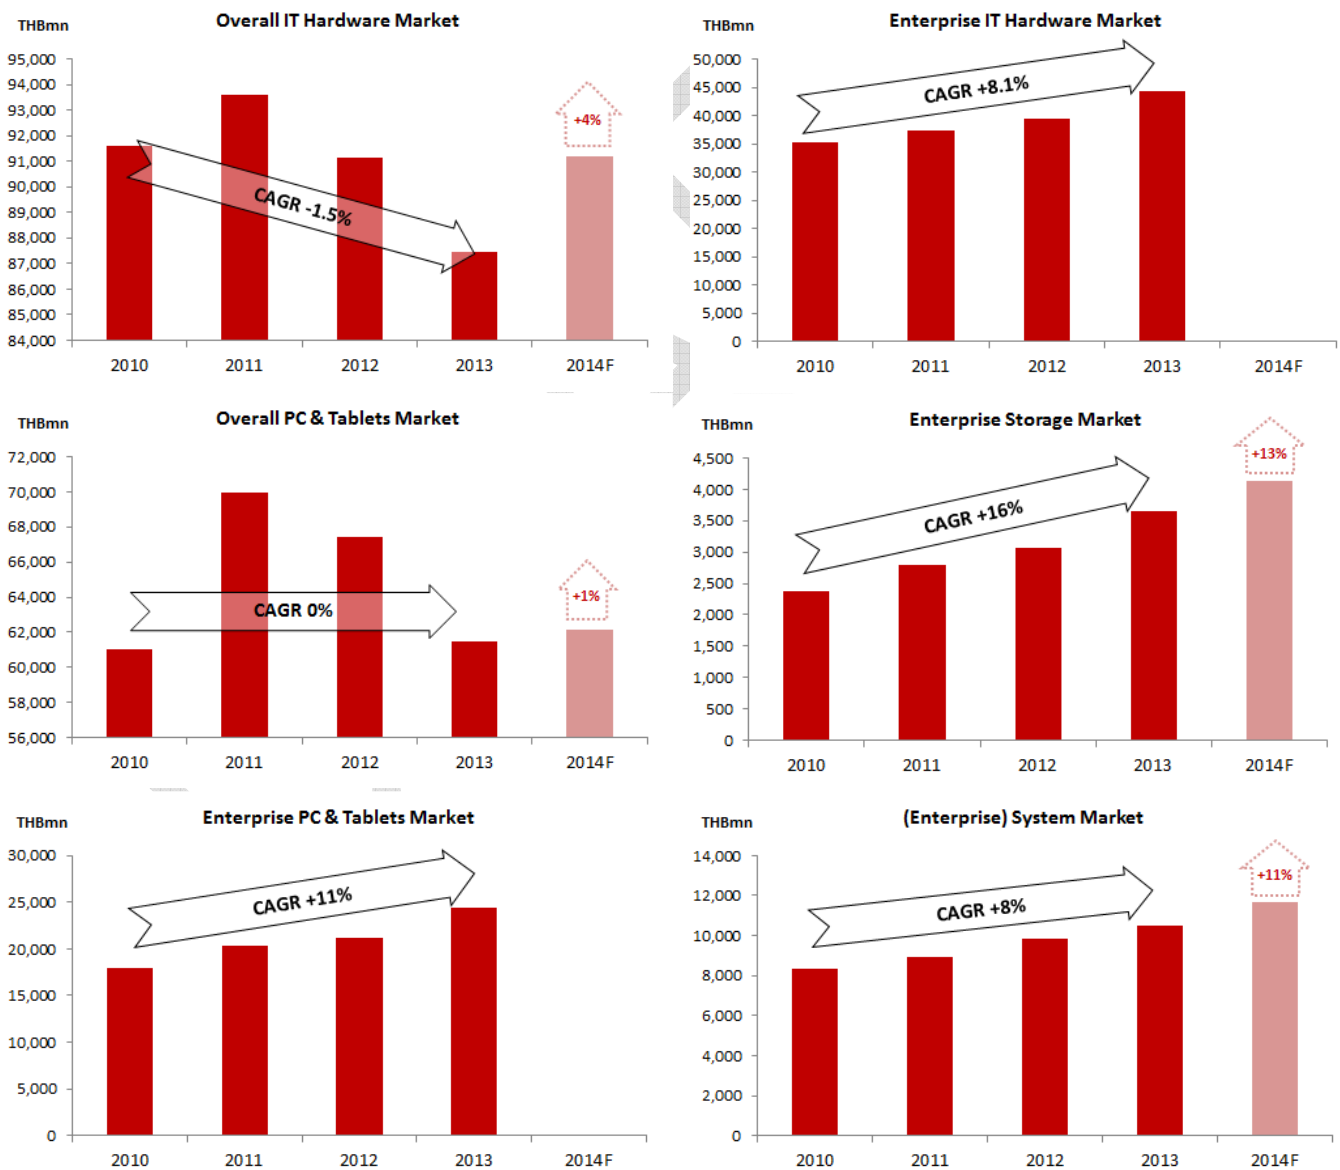 Overall IT Hardware Market
THBmn
95,000
94,000
93,000
92,000
91,000
90,000
89,000
88,000
87,000
86,000
85,000
84,000
+4%
CAGR -1.5%
2010 2011 2012 2013 2014F
Enterprise IT Hardware Market
THBmn
50,000
45,000
40,000
35,000
30,000
25,000
20,000
15,000
10,000
5,000
0
CAGR +8.1%
2010 2011 2012 2013 2014F
Overall PC & Tablets Market
THBmn
72,000
70,000
68,000
66,000
64,000
62,000
60,000
58,000
56,000
+1%
CAGR 0%
2010 2011 2012 2013 2014F
Enterprise Storage Market
THBmn
4,500
4,000
3,500
3,000
2,500
2,000
1,500
1,000
500
0
+13%
CAGR +16%
2010 2011 2012 2013 2014F
Enterprise PC & Tablets Market
THBmn
30,000
25,000
20,000
15,000
10,000
5,000
0
CAGR +11%
2010 2011 2012 2013 2014F
(Enterprise) System Market
THBmn
14,000
12,000
10,000
8,000
6,000
4,000
2,000
0
+11%
CAGR +8%
2010 2011 2012 2013 2014F